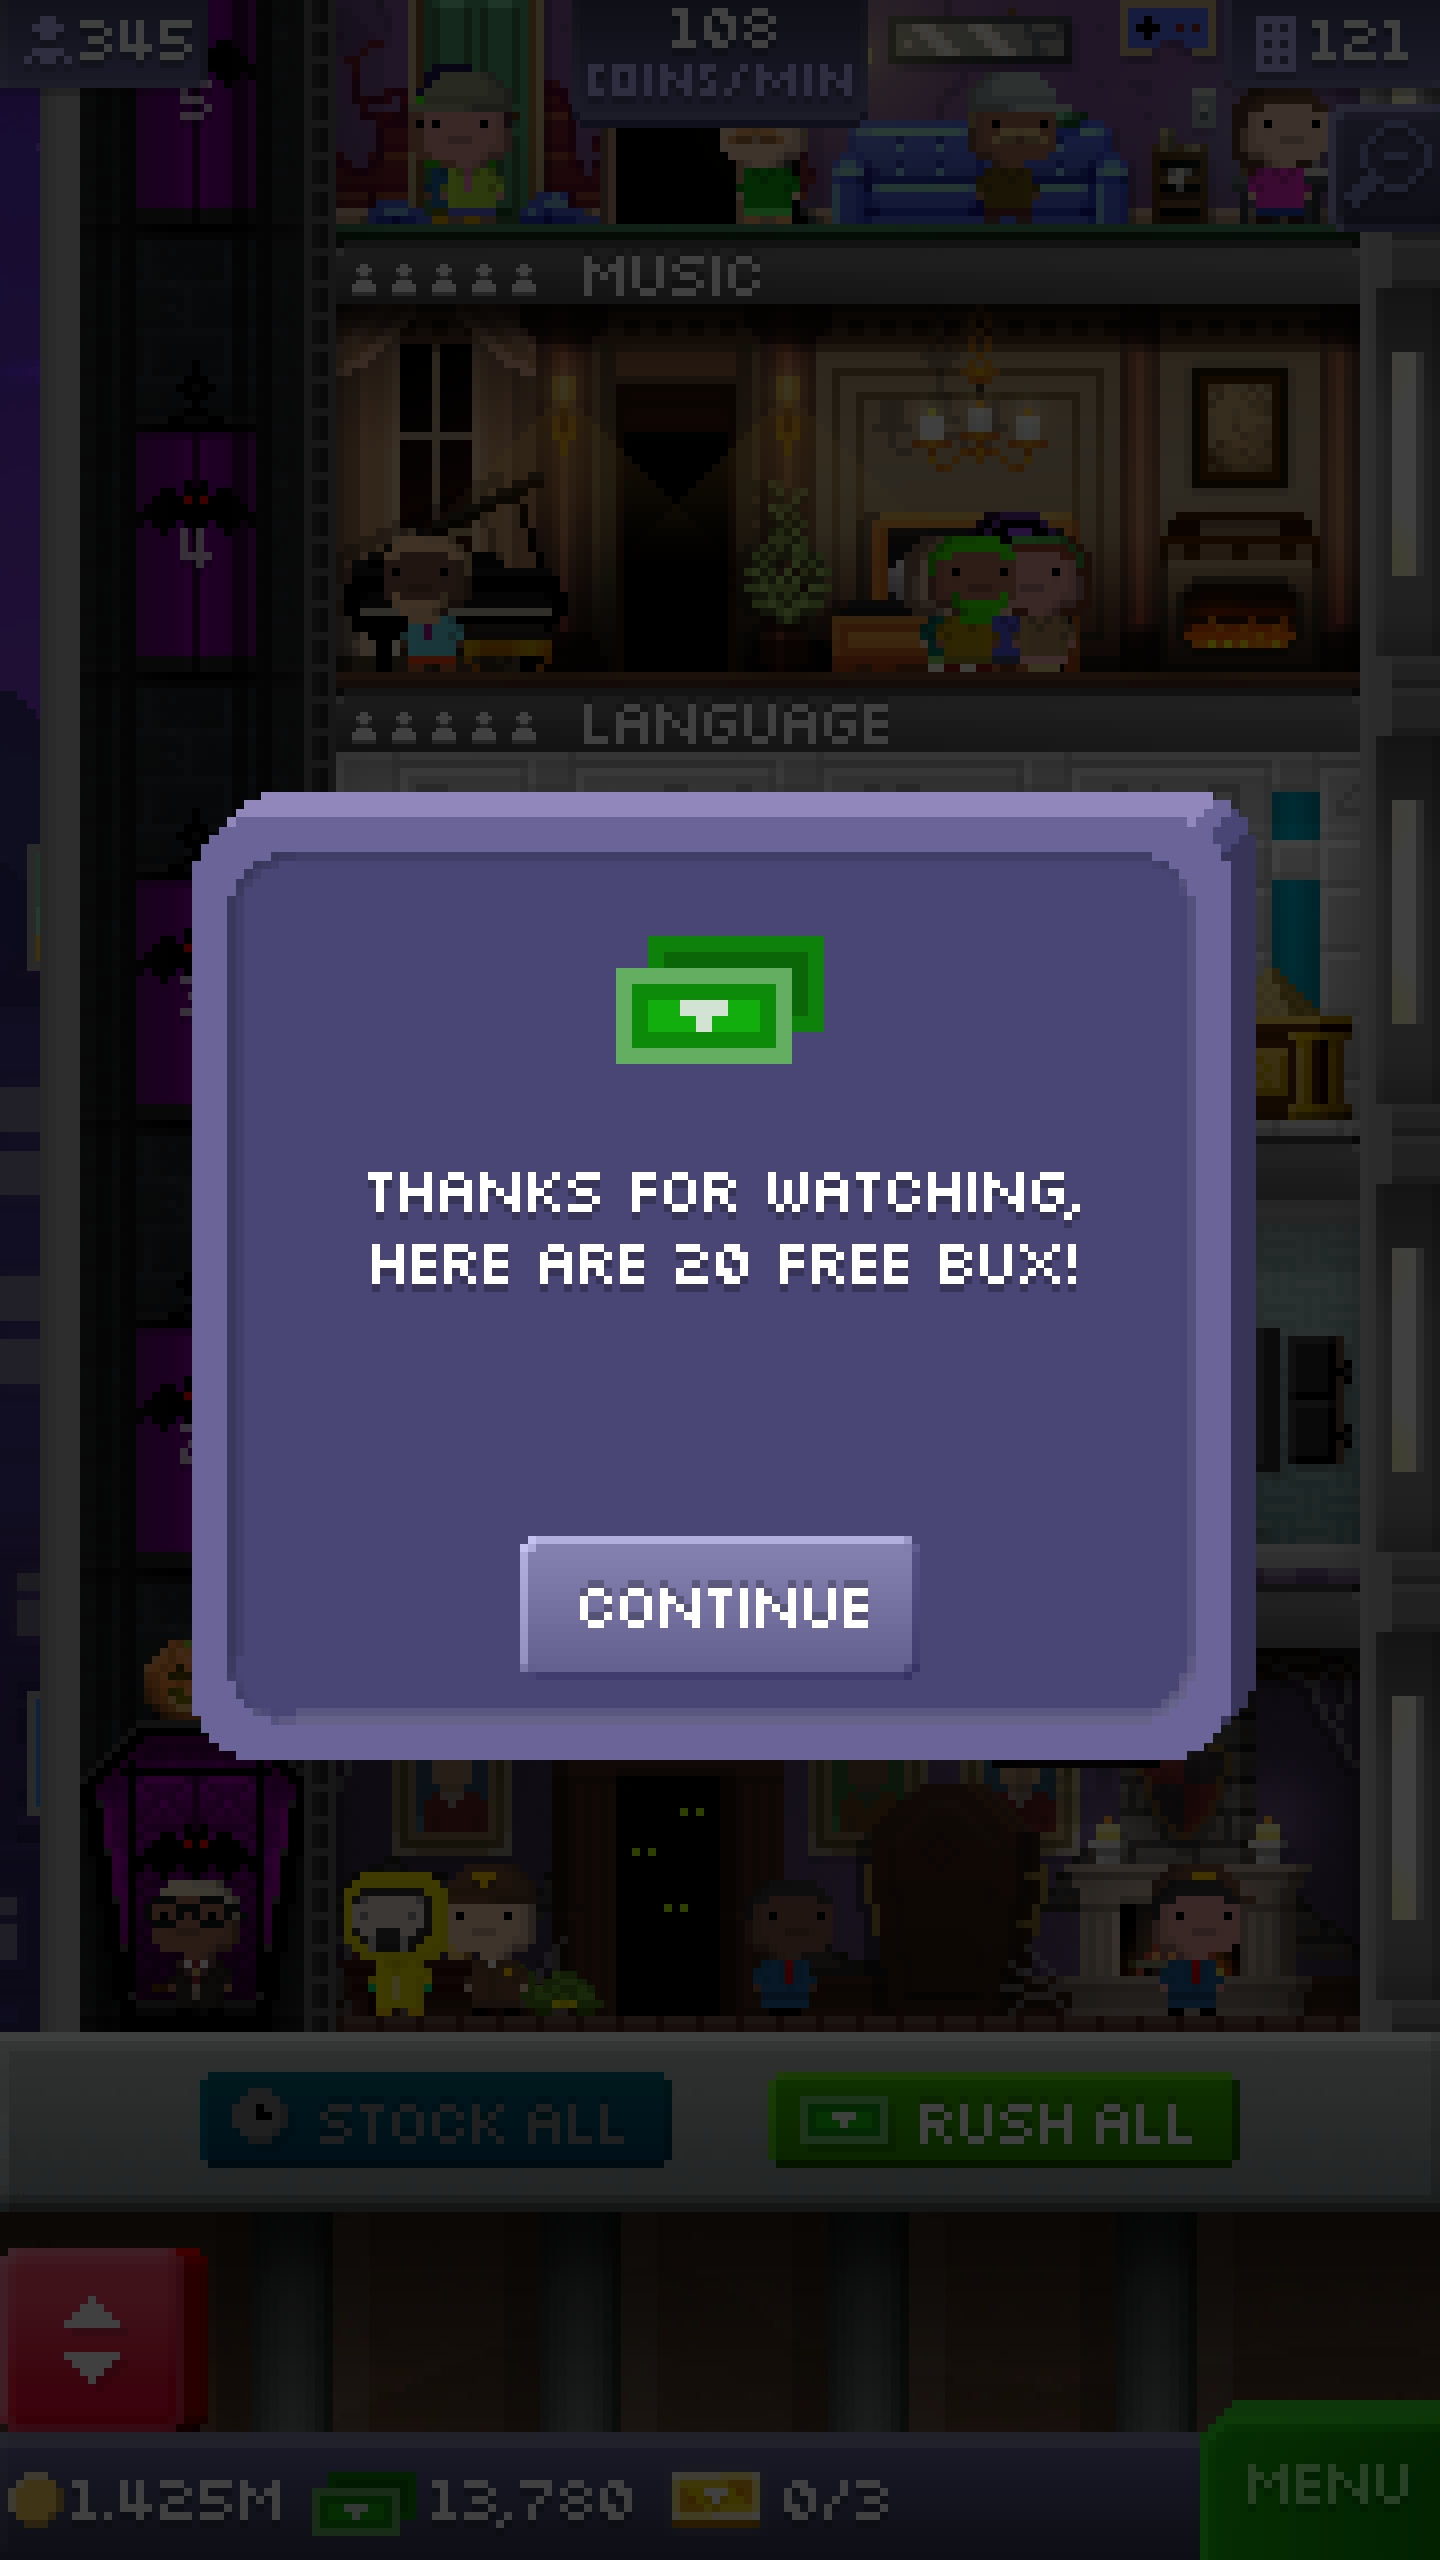 345
108
COINS/MIN
121
5
MUSIC
4
LANGUAGE
THANKS FOR WATCHING,
HERE ARE 20 FREE BUX!
CONTINUE
STOCK ALL
RUSH ALL
1.425M
13,780
0/3
MENU